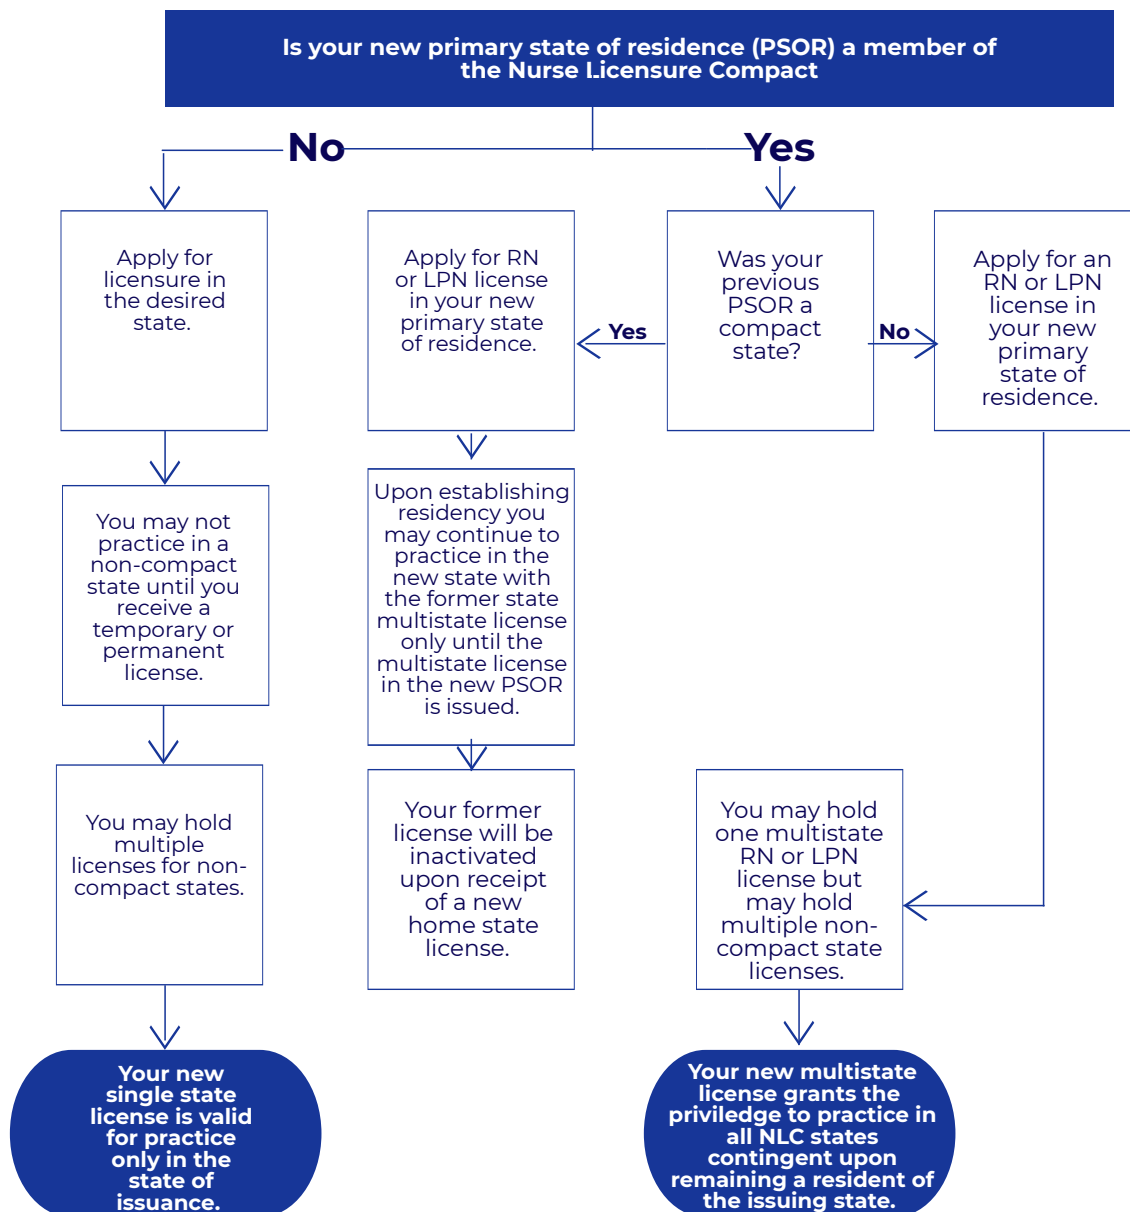 Is your new primary state of residence (PSOR) a member of
the Nurse Licensure Compact
No
Yes
Apply for
licensure in
the desired
state.
Apply for RN
or LPN license
in your new
primary state
of residence.
Yes
Was your
previous
PSOR a
compact
state?
No
Apply for an
RN or LPN
license in
your new
primary
state of
residence.
You may not
practice in a
non-compact
state until you
receive a
temporary or
permanent
license.
Upon establishing
residency you
may continue to
practice in the
new state with
the former state
multistate license
only until the
multistate license
in the new PSOR
is issued.
You may hold
multiple
licenses for non-
compact states.
Your former
license will be
inactivated
upon receipt
of a new
home state
license.
You may hold
one multistate
RN or LPN
license but
may hold
multiple non-
compact state
licenses.
Your new
single state
license is valid
for practice
only in the
state of
issuance.
Your new multistate
license grants the
priviledge to practice in
all NLC states
contingent upon
remaining a resident of
the issuing state.